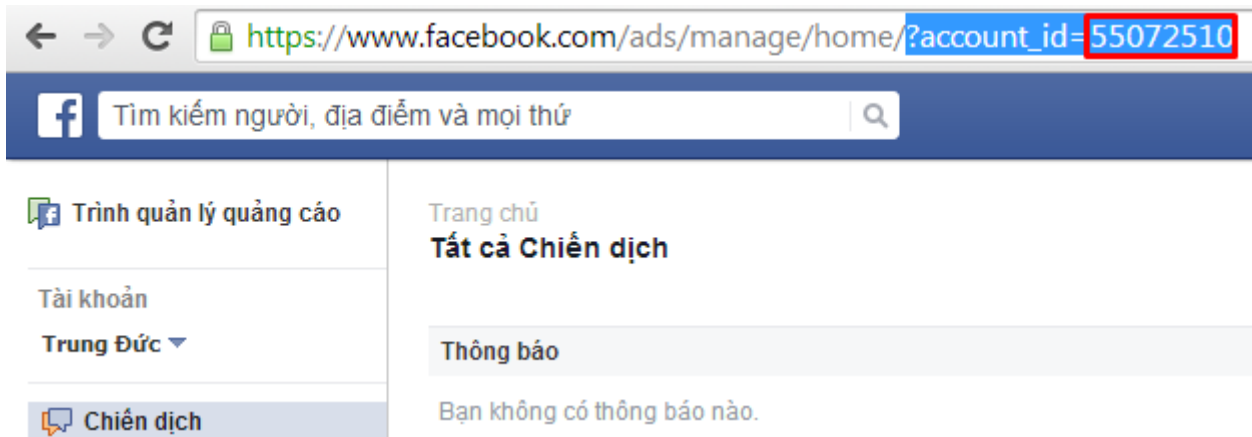 https://www.facebook.com/ads/manage/home/?account_id=55072510
Tìm kiếm người, địa điểm và mọi thứ
Trình quản lý quảng cáo
Trang chủ
Tất cả Chiến dịch
Tài khoản
Trung Đức
Thông báo
Chiến dịch
Bạn không có thông báo nào.